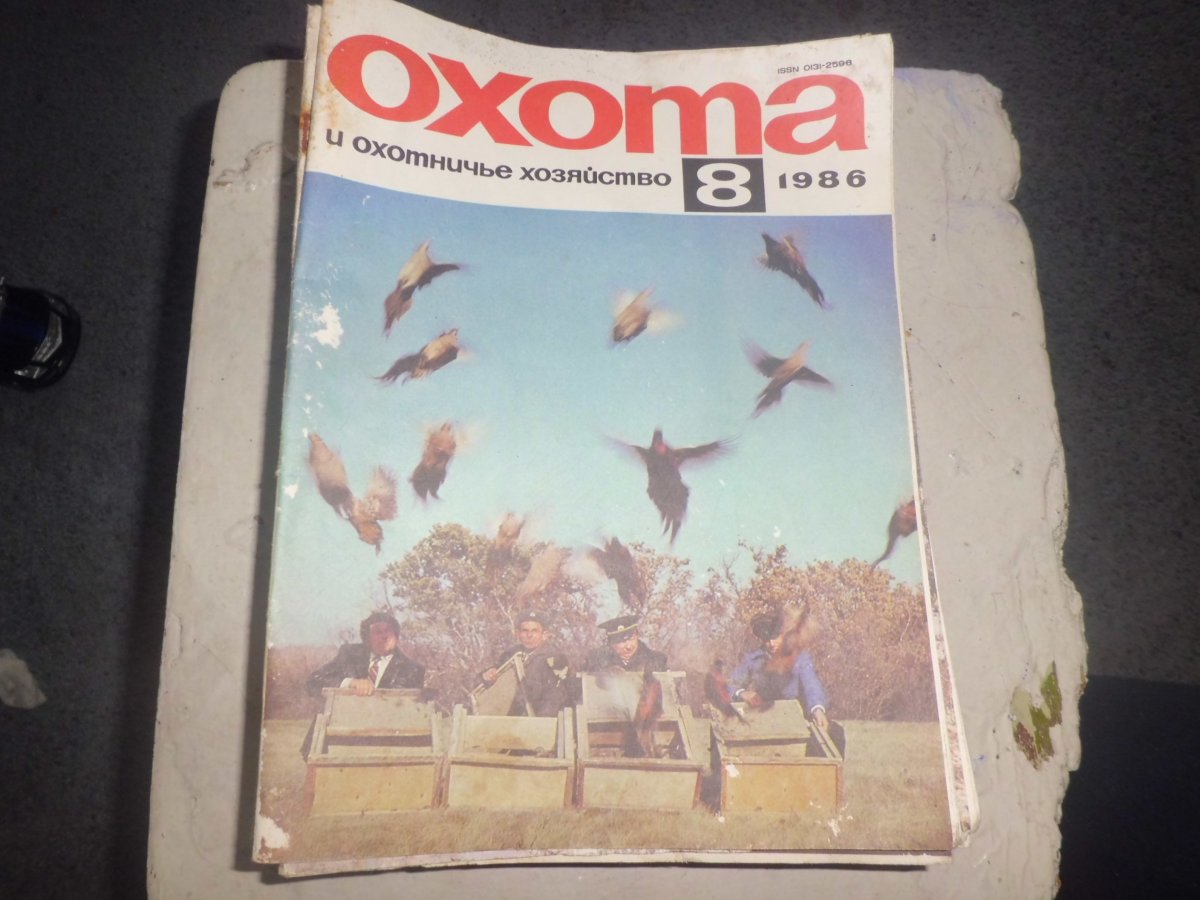 ISSN 0131-2596
охота
и охотничье хозяйство 8 1986